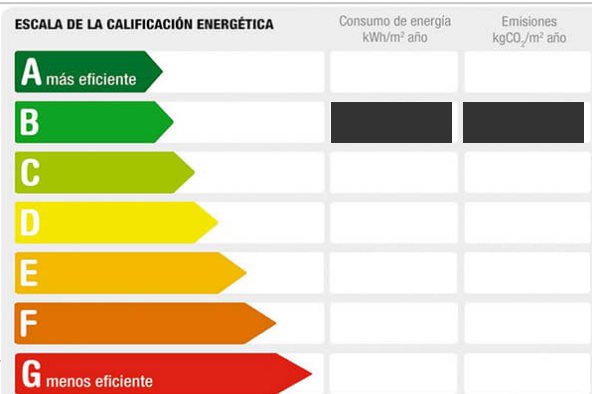 ESCALA DE LA CALIFICACIÓN ENERGÉTICA
Consumo de energía
kWh/m² año
Emisiones
kgCO₂/m² año
A más eficiente
B
C
D
E
F
G menos eficiente